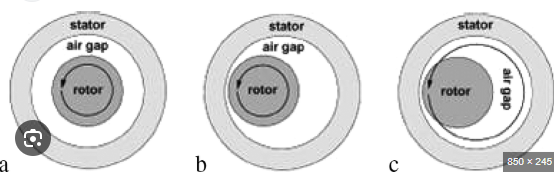 stator
air gap
rotor
a
stator
air gap
rotor
b
stator
air gap
rotor
c
850 x 245